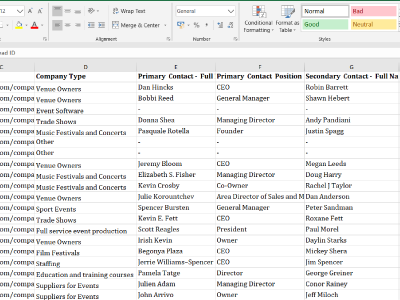 Wrap Text General Normal Bad
Merge & Center Conditional Formatting Format as Table Good Neutral
Alignment Number Styles
ad ID
C D E F G
Company Type Primary Contact - Full Primary Contact Position Secondary Contact - Full Na
om/compa Venue Owners Dan Hincks CEO Robin Barrett
om/compa Venue Owners Bobbi Reed General Manager Shawn Hebert
om/compa Event Software - - -
om/compa Trade Shows Donna Shea Managing Director Andy Pandiani
om/compa Music Festivals and Concerts Pasquale Rotella Founder Justin Spagg
om/compa Other - - -
om/compa Other - - -
om/compa Venue Owners Jeremy Bloom CEO Megan Leeds
om/compa Music Festivals and Concerts Elizabeth S. Fisher Managing Director Doug Harry
om/compa Music Festivals and Concerts Kevin Crosby Co-Owner Rachel J Taylor
om/compa Venue Owners Julie Korountchev Area Director of Sales and M Dan Anderson
om/compa Sport Events Spencer Bursten General Manager Peter Sandman
om/compa Trade Shows Kevin E. Fett CEO Roxane Fett
om/compa Full service event production Scott Reagles President Paul Morel
om/compa Venue Owners Irish Kevin Owner Daylin Starks
om/compa Film Festivals Begonya Plaza CEO Mickey Shera
om/compa Staffing Jerrie Williams-Spencer CEO Jim Spencer
om/compa Education and training courses Pamela Tatge Director George Greiner
om/compa Suppliers for Events Julien Adam Managing Director Conor Rainey
om/compa Suppliers for Events John Arrivo Owner Jeff Miloch